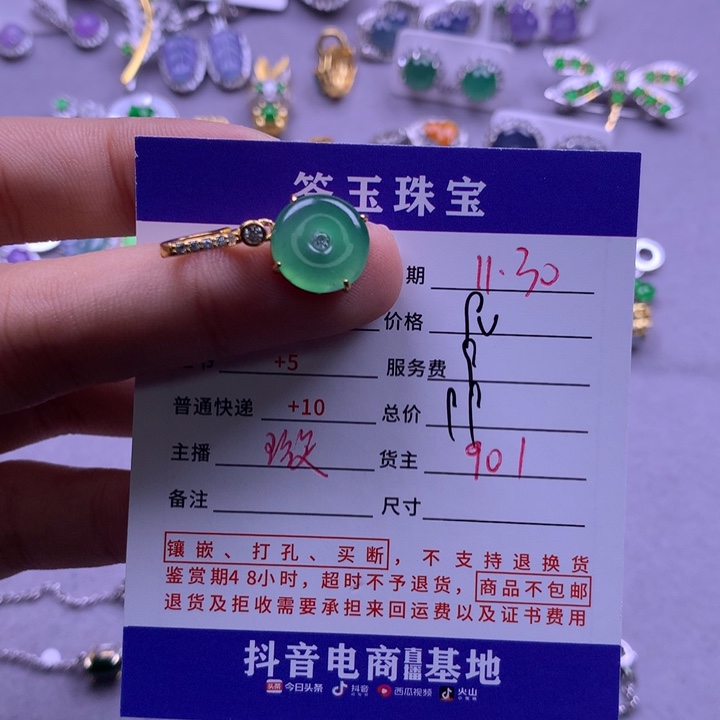 答玉珠宝
期 11.30
价格
+5 服务费
普通快递 +10 总价
主播 货主 901
备注 尺寸
镶嵌、打孔、买断，不支持退换货
鉴赏期48小时，超时不予退货，商品不包邮
退货及拒收需要承担来回运费以及证书费用
抖音电商直播基地
头条 今日头条 抖音 西瓜视频 火山